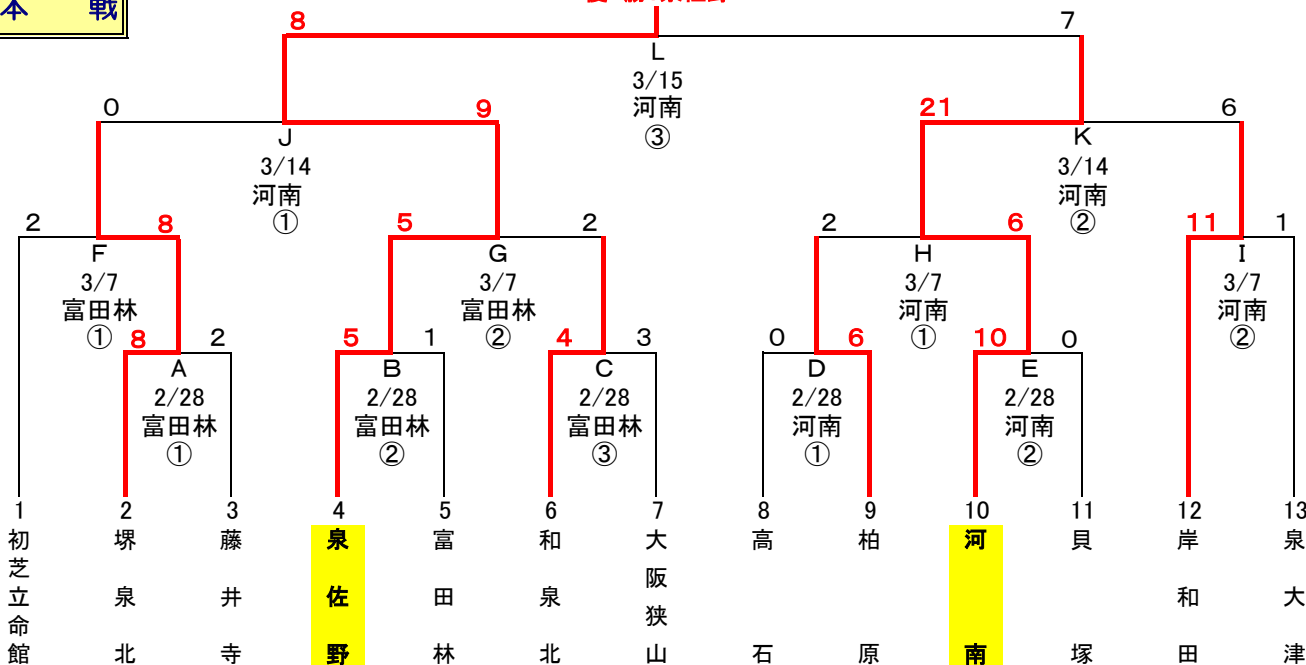 本 戦
8 7
L
3/15
河南
③
0 9 21 6
J K
3/14 3/14
河南 河南
① ②
2 8 5 2 2 6 11 1
F G H I
3/7 3/7 3/7 3/7
富田林 富田林 河南 河南
① ② ① ②
8 2 5 1 4 3 0 6 10 0
A B C D E
2/28 2/28 2/28 2/28 2/28
富田林 富田林 富田林 河南 河南
① ② ③ ① ②
1 2 3 4 5 6 7 8 9 10 11 12 13
初芝立命館
堺泉北
藤井寺
泉佐野
富田林
和泉北
大阪狭山
高石
柏原
河南
貝塚
岸和田
泉大津